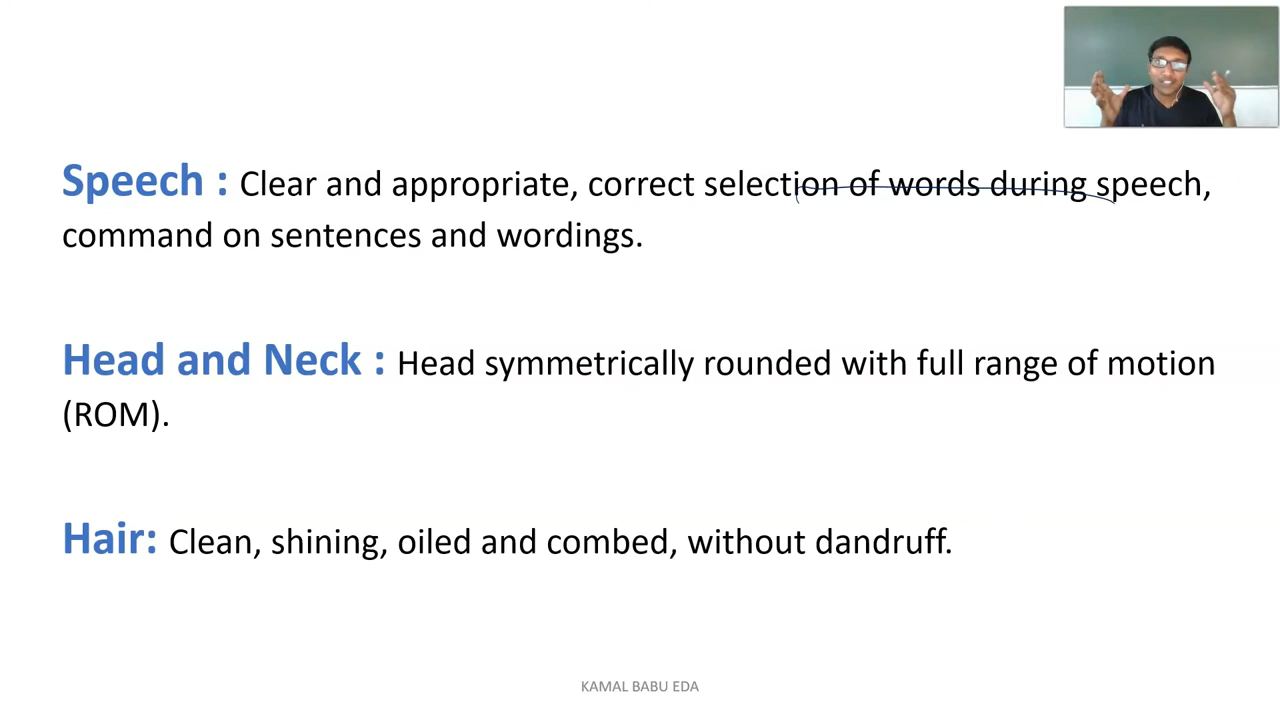 Speech : Clear and appropriate, correct selection of words during speech,
command on sentences and wordings.
Head and Neck : Head symmetrically rounded with full range of motion
(ROM).
Hair: Clean, shining, oiled and combed, without dandruff.
KAMAL BABU EDA